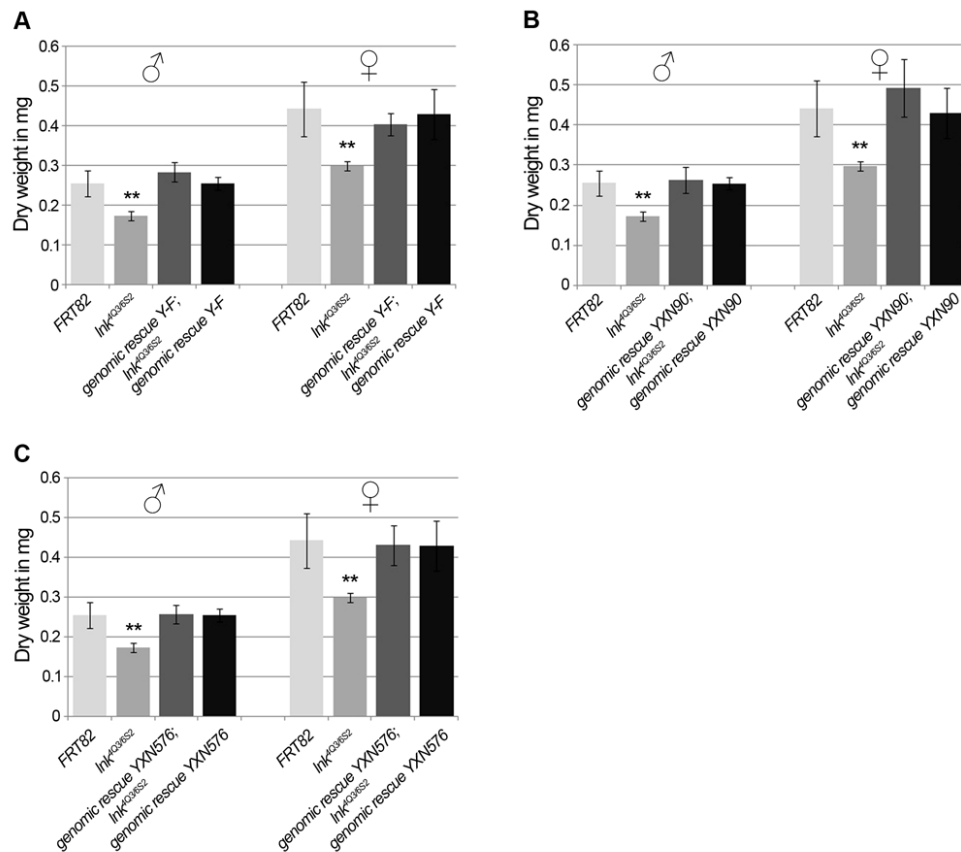 A
Dry weight in mg
0.6
0.5
0.4
0.3
0.2
0.1
0
♂
♀
**
**
FRT82
lnk4Q3/6S2
genomic rescue Y-F;
lnk4Q3/6S2
genomic rescue Y-F
FRT82
lnk4Q3/6S2
genomic rescue Y-F;
lnk4Q3/6S2
genomic rescue Y-F
B
Dry weight in mg
0.6
0.5
0.4
0.3
0.2
0.1
0
♂
♀
**
**
FRT82
lnk4Q3/6S2
genomic rescue YXN90;
lnk4Q3/6S2
genomic rescue YXN90
FRT82
lnk4Q3/6S2
genomic rescue YXN90;
lnk4Q3/6S2
genomic rescue YXN90
C
Dry weight in mg
0.6
0.5
0.4
0.3
0.2
0.1
0
♂
♀
**
**
FRT82
lnk4Q3/6S2
genomic rescue YXN576;
lnk4Q3/6S2
genomic rescue YXN576
FRT82
lnk4Q3/6S2
genomic rescue YXN576;
lnk4Q3/6S2
genomic rescue YXN576